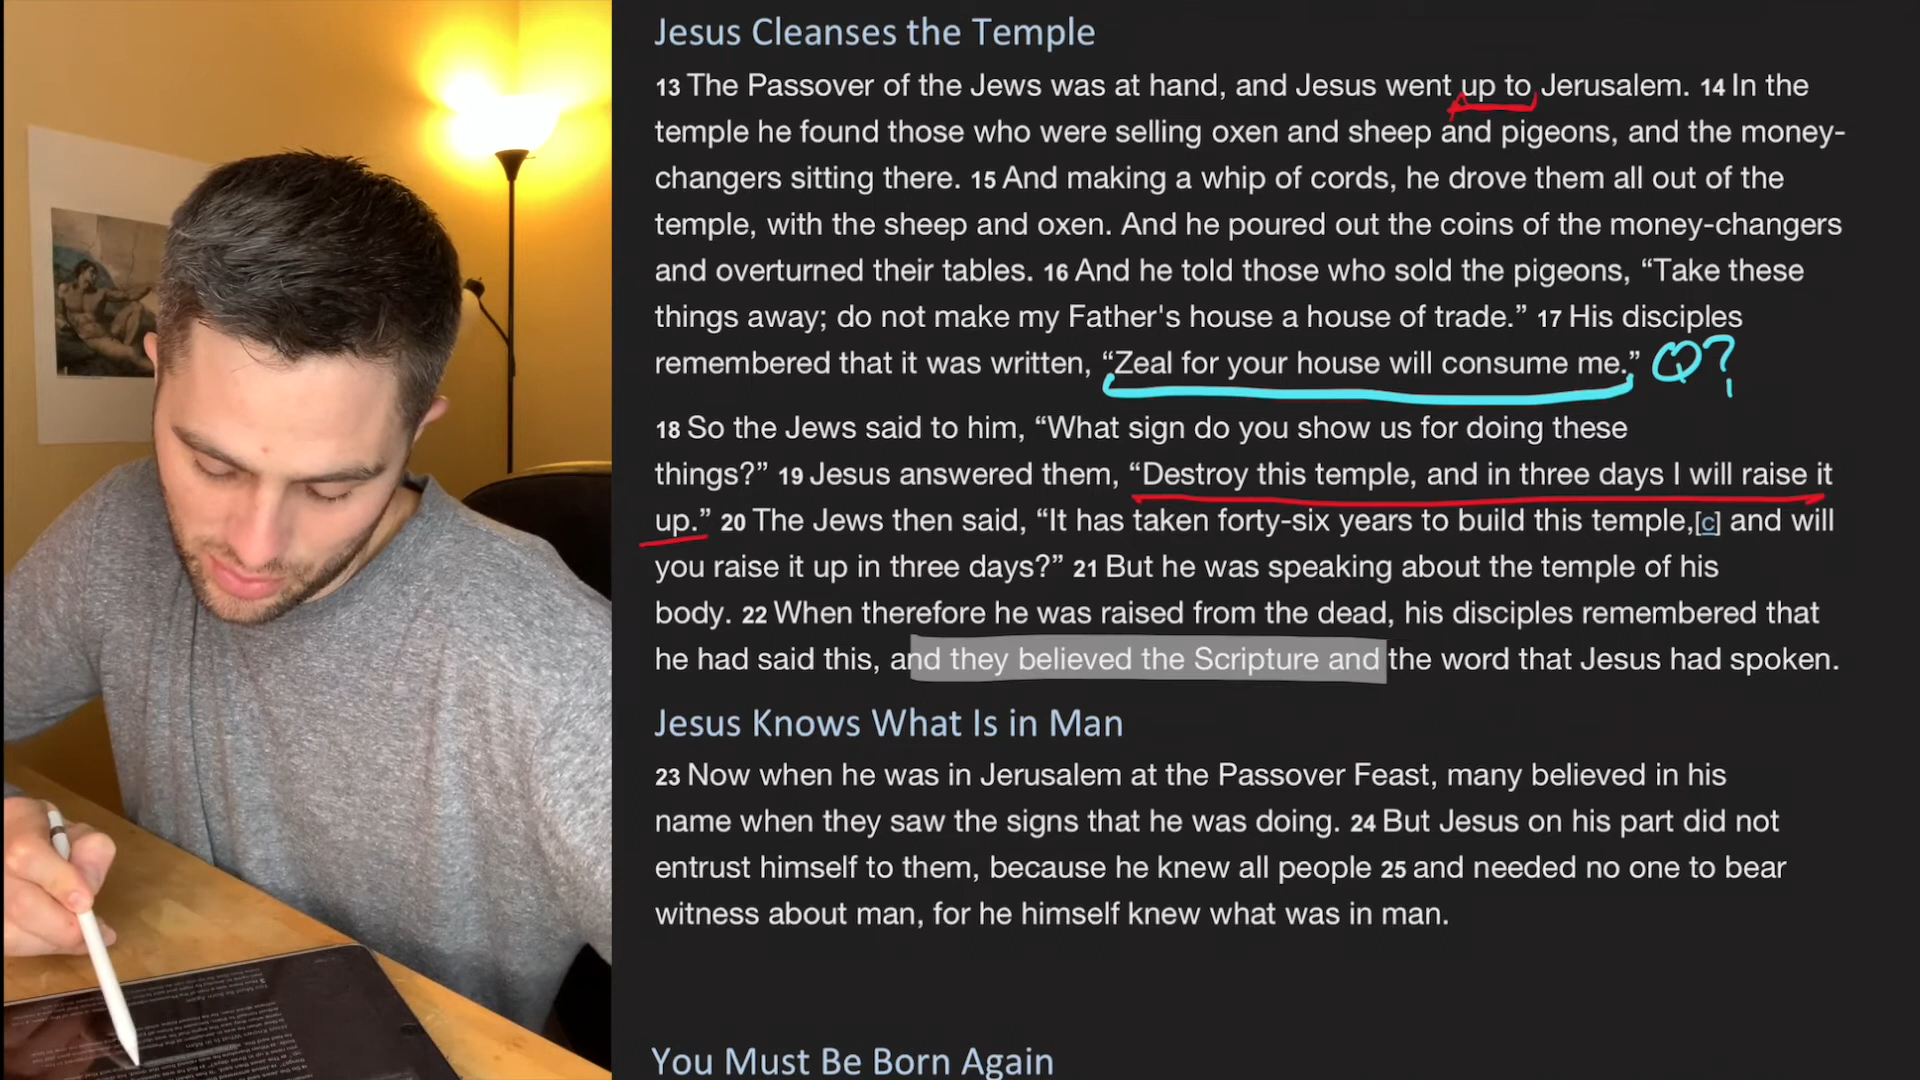 Jesus Cleanses the Temple
13 The Passover of the Jews was at hand, and Jesus went up to Jerusalem. 14 In the
temple he found those who were selling oxen and sheep and pigeons, and the money-
changers sitting there. 15 And making a whip of cords, he drove them all out of the
temple, with the sheep and oxen. And he poured out the coins of the money-changers
and overturned their tables. 16 And he told those who sold the pigeons, “Take these
things away; do not make my Father's house a house of trade.” 17 His disciples
remembered that it was written, “Zeal for your house will consume me.” Q?
18 So the Jews said to him, “What sign do you show us for doing these
things?” 19 Jesus answered them, “Destroy this temple, and in three days I will raise it
up.” 20 The Jews then said, “It has taken forty-six years to build this temple,[c] and will
you raise it up in three days?” 21 But he was speaking about the temple of his
body. 22 When therefore he was raised from the dead, his disciples remembered that
he had said this, and they believed the Scripture and the word that Jesus had spoken.
Jesus Knows What Is in Man
23 Now when he was in Jerusalem at the Passover Feast, many believed in his
name when they saw the signs that he was doing. 24 But Jesus on his part did not
entrust himself to them, because he knew all people 25 and needed no one to bear
witness about man, for he himself knew what was in man.
You Must Be Born Again